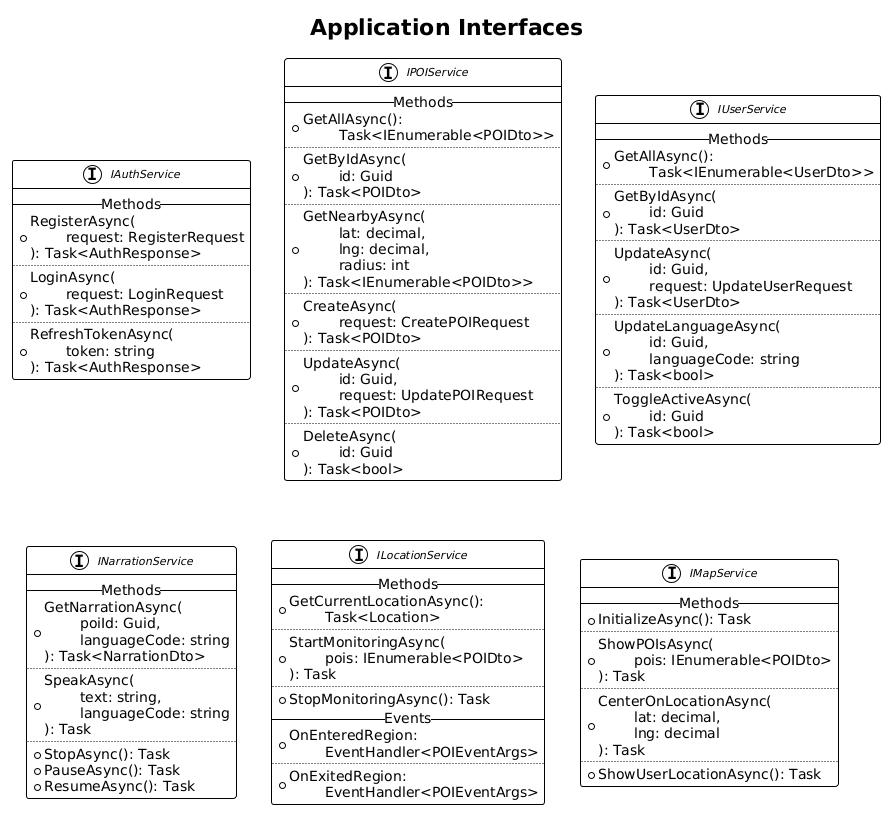 Application Interfaces
I IAuthService
Methods
RegisterAsync(
request: RegisterRequest
): Task<AuthResponse>
LoginAsync(
request: LoginRequest
): Task<AuthResponse>
RefreshTokenAsync(
token: string
): Task<AuthResponse>
I IPOIService
Methods
GetAllAsync():
Task<IEnumerable<POIDto>>
GetByIdAsync(
id: Guid
): Task<POIDto>
GetNearbyAsync(
lat: decimal,
lng: decimal,
radius: int
): Task<IEnumerable<POIDto>>
CreateAsync(
request: CreatePOIRequest
): Task<POIDto>
UpdateAsync(
id: Guid,
request: UpdatePOIRequest
): Task<POIDto>
DeleteAsync(
id: Guid
): Task<bool>
I IUserService
Methods
GetAllAsync():
Task<IEnumerable<UserDto>>
GetByIdAsync(
id: Guid
): Task<UserDto>
UpdateAsync(
id: Guid,
request: UpdateUserRequest
): Task<UserDto>
UpdateLanguageAsync(
id: Guid,
languageCode: string
): Task<bool>
ToggleActiveAsync(
id: Guid
): Task<bool>
I INarrationService
Methods
GetNarrationAsync(
poiId: Guid,
languageCode: string
): Task<NarrationDto>
SpeakAsync(
text: string,
languageCode: string
): Task
StopAsync(): Task
PauseAsync(): Task
ResumeAsync(): Task
I ILocationService
Methods
GetCurrentLocationAsync():
Task<Location>
StartMonitoringAsync(
pois: IEnumerable<POIDto>
): Task
StopMonitoringAsync(): Task
Events
OnEnteredRegion:
EventHandler<POIEventArgs>
OnExitedRegion:
EventHandler<POIEventArgs>
I IMapService
Methods
InitializeAsync(): Task
ShowPOIsAsync(
pois: IEnumerable<POIDto>
): Task
CenterOnLocationAsync(
lat: decimal,
lng: decimal
): Task
ShowUserLocationAsync(): Task